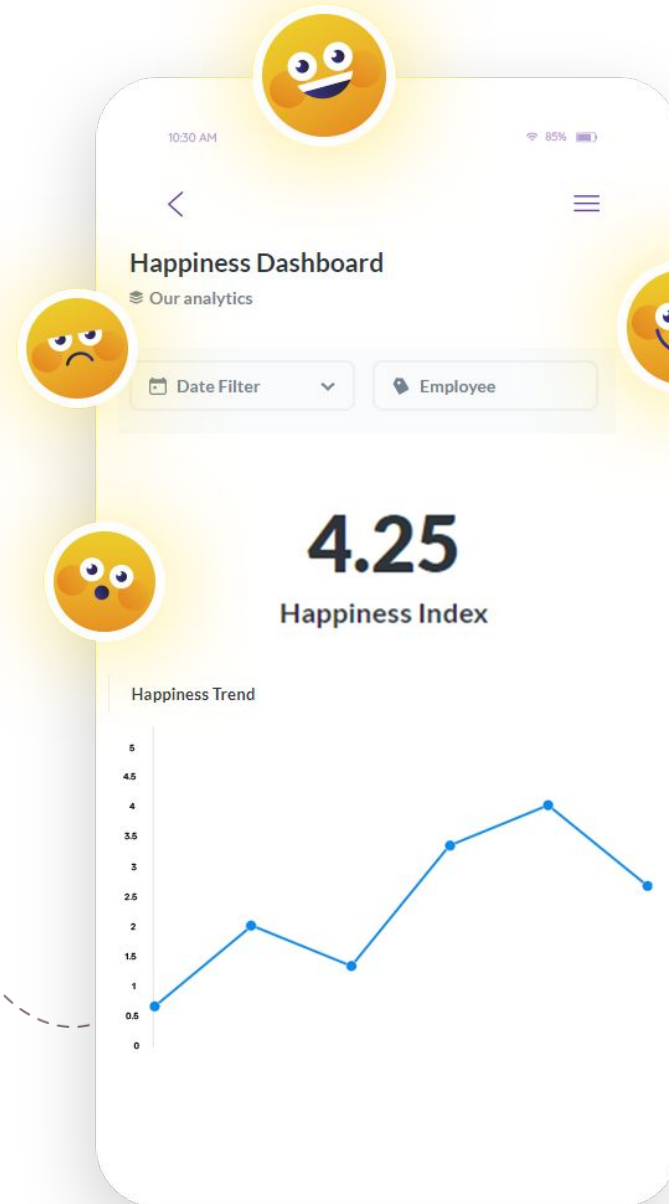 10:30 AM 85%
Happiness Dashboard
Our analytics
Date Filter Employee
4.25
Happiness Index
Happiness Trend
5
4.5
4
3.5
3
2.5
2
1.5
1
0.5
0